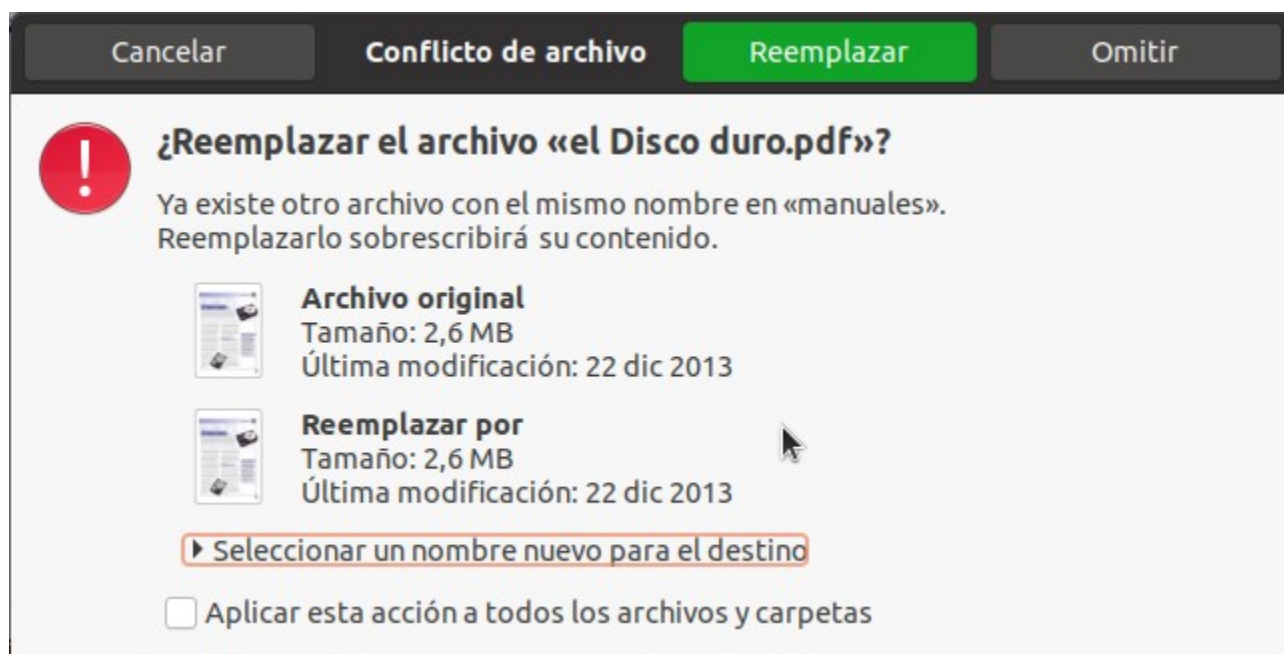 Cancelar Conflicto de archivo Reemplazar Omitir
¿Reemplazar el archivo «el Disco duro.pdf»?
Ya existe otro archivo con el mismo nombre en «manuales».
Reemplazarlo sobrescribirá su contenido.
Archivo original
Tamaño: 2,6 MB
Última modificación: 22 dic 2013
Reemplazar por
Tamaño: 2,6 MB
Última modificación: 22 dic 2013
Seleccionar un nombre nuevo para el destino
Aplicar esta acción a todos los archivos y carpetas